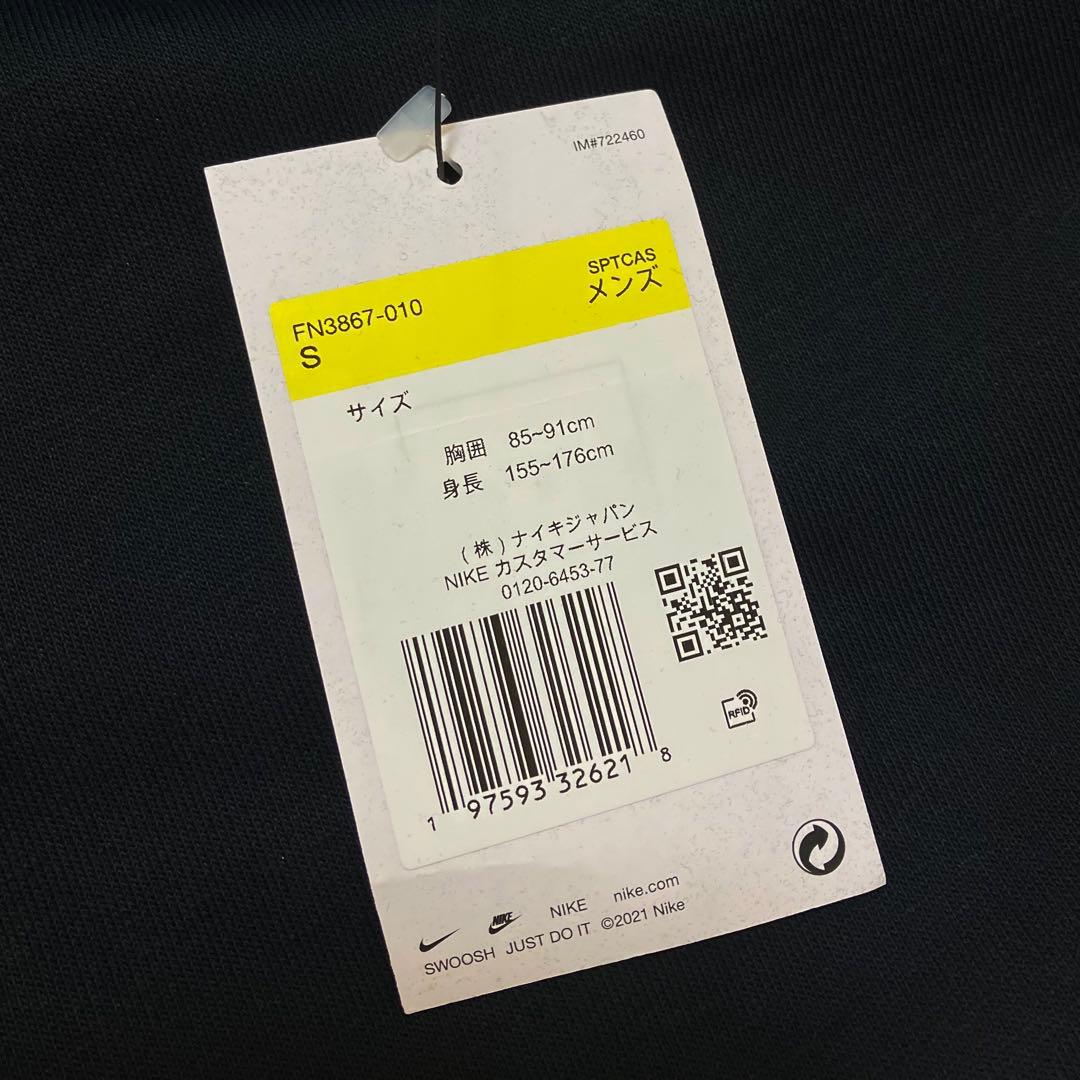 IM#722460
SPTCAS
メンズ
FN3867-010
S
サイズ
胸囲 85~91cm
身長 155~176cm
(株)ナイキジャパン
NIKE カスタマーサービス
0120-6453-77
1 97593 32621 8
RFID
NIKE NIKE nike.com
SWOOSH JUST DO IT ©2021 Nike